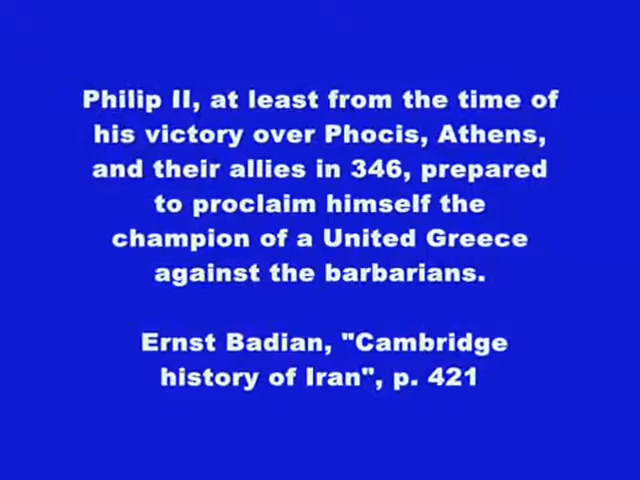 Philip II, at least from the time of
his victory over Phocis, Athens,
and their allies in 346, prepared
to proclaim himself the
champion of a United Greece
against the barbarians.
Ernst Badian, "Cambridge
history of Iran", p. 421